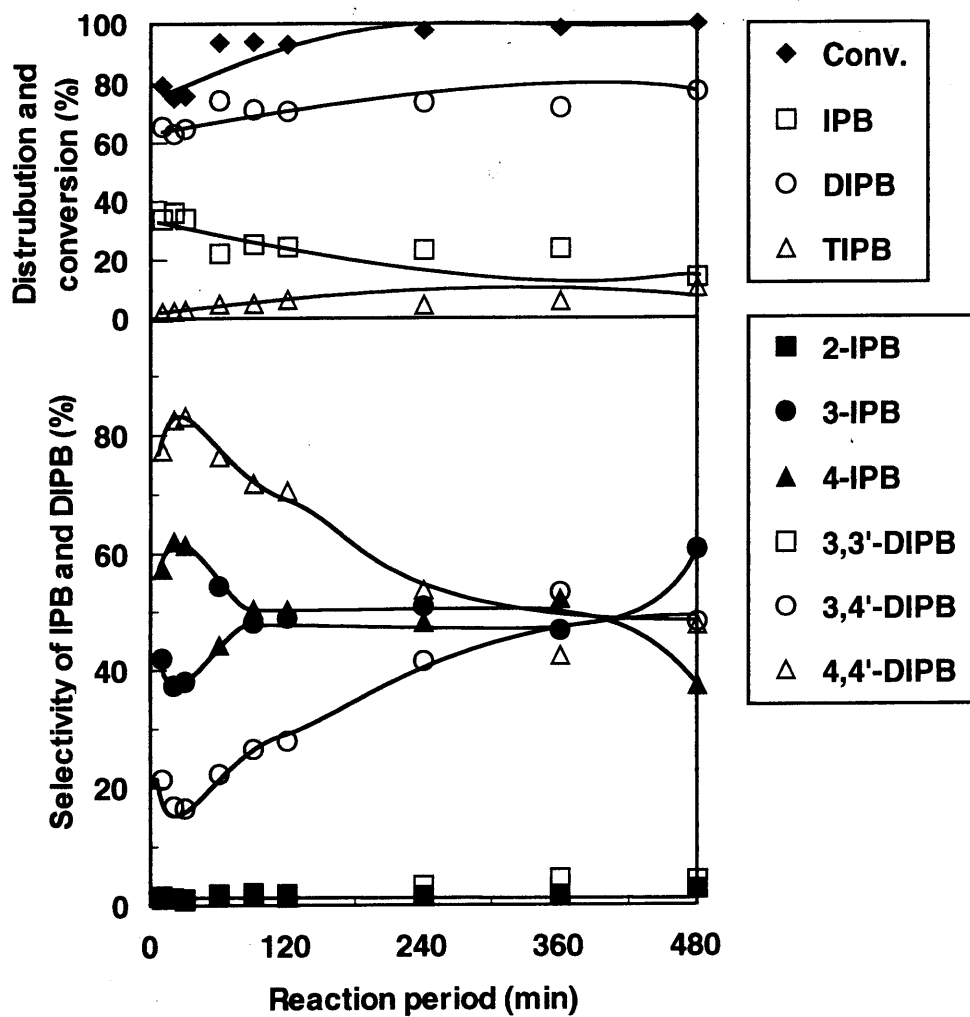 Distrubution and
conversion (%)
100
80
60
40
20
0
Conv.
IPB
DIPB
TIPB
Selectivity of IPB and DIPB (%)
80
60
40
20
0
2-IPB
3-IPB
4-IPB
3,3'-DIPB
3,4'-DIPB
4,4'-DIPB
0
120
240
360
480
Reaction period (min)